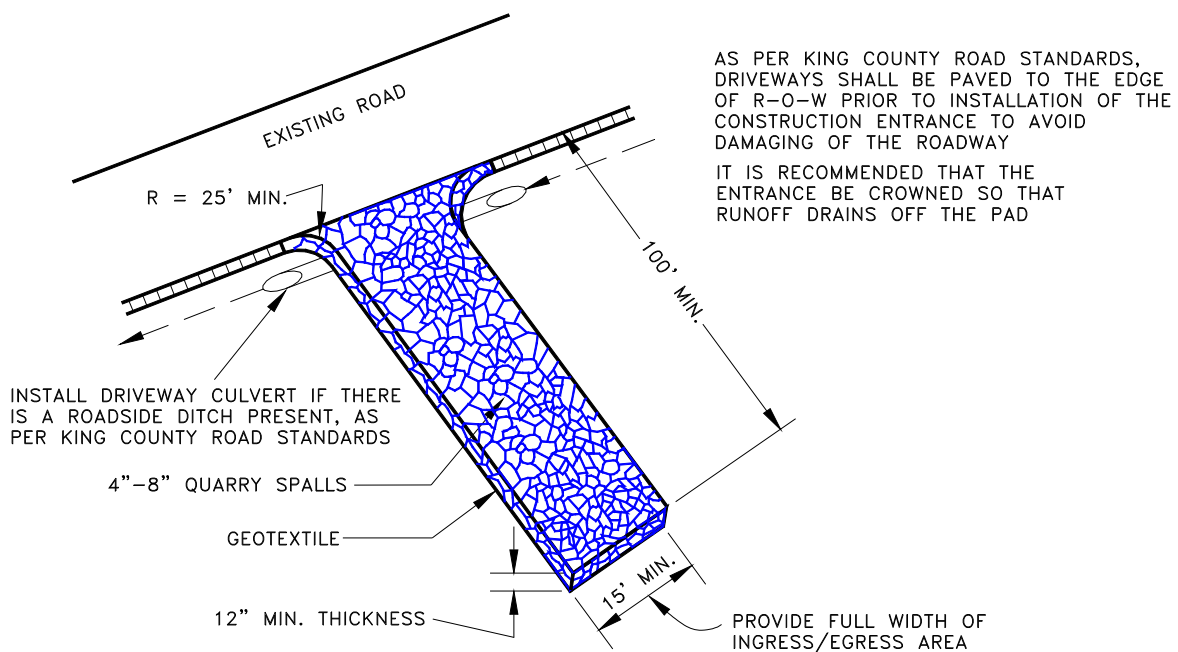 EXISTING ROAD
AS PER KING COUNTY ROAD STANDARDS,
DRIVEWAYS SHALL BE PAVED TO THE EDGE
OF R-O-W PRIOR TO INSTALLATION OF THE
CONSTRUCTION ENTRANCE TO AVOID
DAMAGING OF THE ROADWAY
IT IS RECOMMENDED THAT THE
ENTRANCE BE CROWNED SO THAT
RUNOFF DRAINS OFF THE PAD
R = 25' MIN.
100' MIN.
INSTALL DRIVEWAY CULVERT IF THERE
IS A ROADSIDE DITCH PRESENT, AS
PER KING COUNTY ROAD STANDARDS
4"-8" QUARRY SPALLS
GEOTEXTILE
12" MIN. THICKNESS
15' MIN.
PROVIDE FULL WIDTH OF
INGRESS/EGRESS AREA